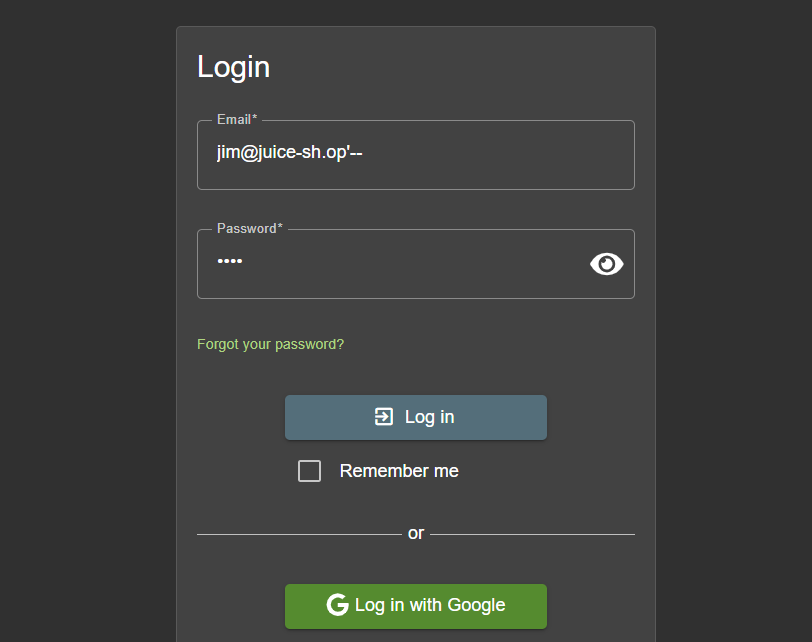 Login
Email*
jim@juice-sh.op'--
Password*
••••
Forgot your password?
Log in
Remember me
or
Log in with Google